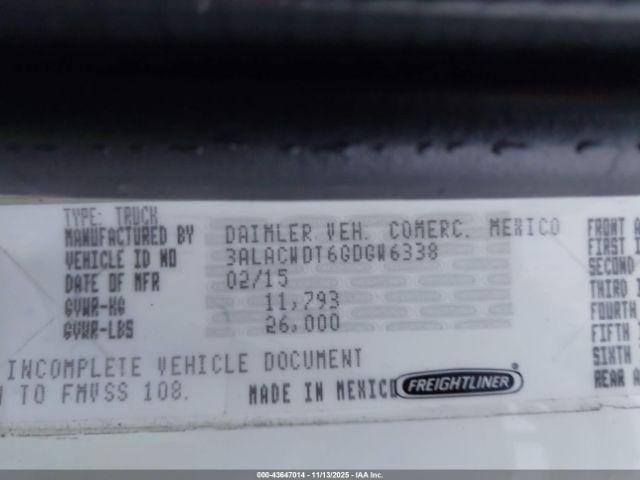 TYPE: TRUCK
MANUFACTURED BY DAIMLER VEH. COMERC. MEXICO
VEHICLE ID NO 3ALACWDT6GDGW6338
DATE OF MFR 02/15
GVWR-KG 11,793
GVWR-LBS 26,000
INCOMPLETE VEHICLE DOCUMENT
TO FMVSS 108. MADE IN MEXICO FREIGHTLINER
FRONT A
FIRST I
SECOND
THIRD I
FOURTH
FIFTH
SIXTH
REAR A
000-43647014 - 11/13/2025 - IAA Inc.